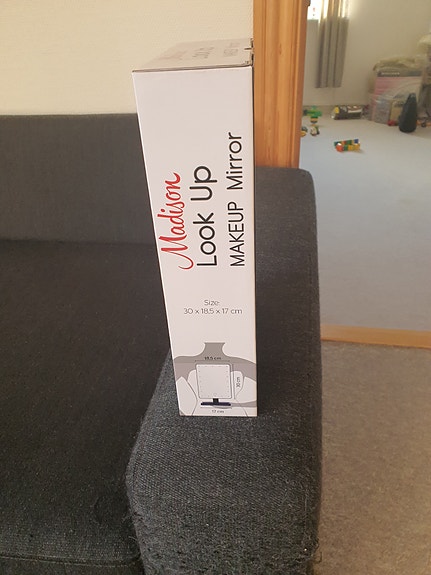 Madison
Look Up
MAKEUP Mirror
Size:
30 x 18,5 x 17 cm
18,5 cm
30 cm
17 cm